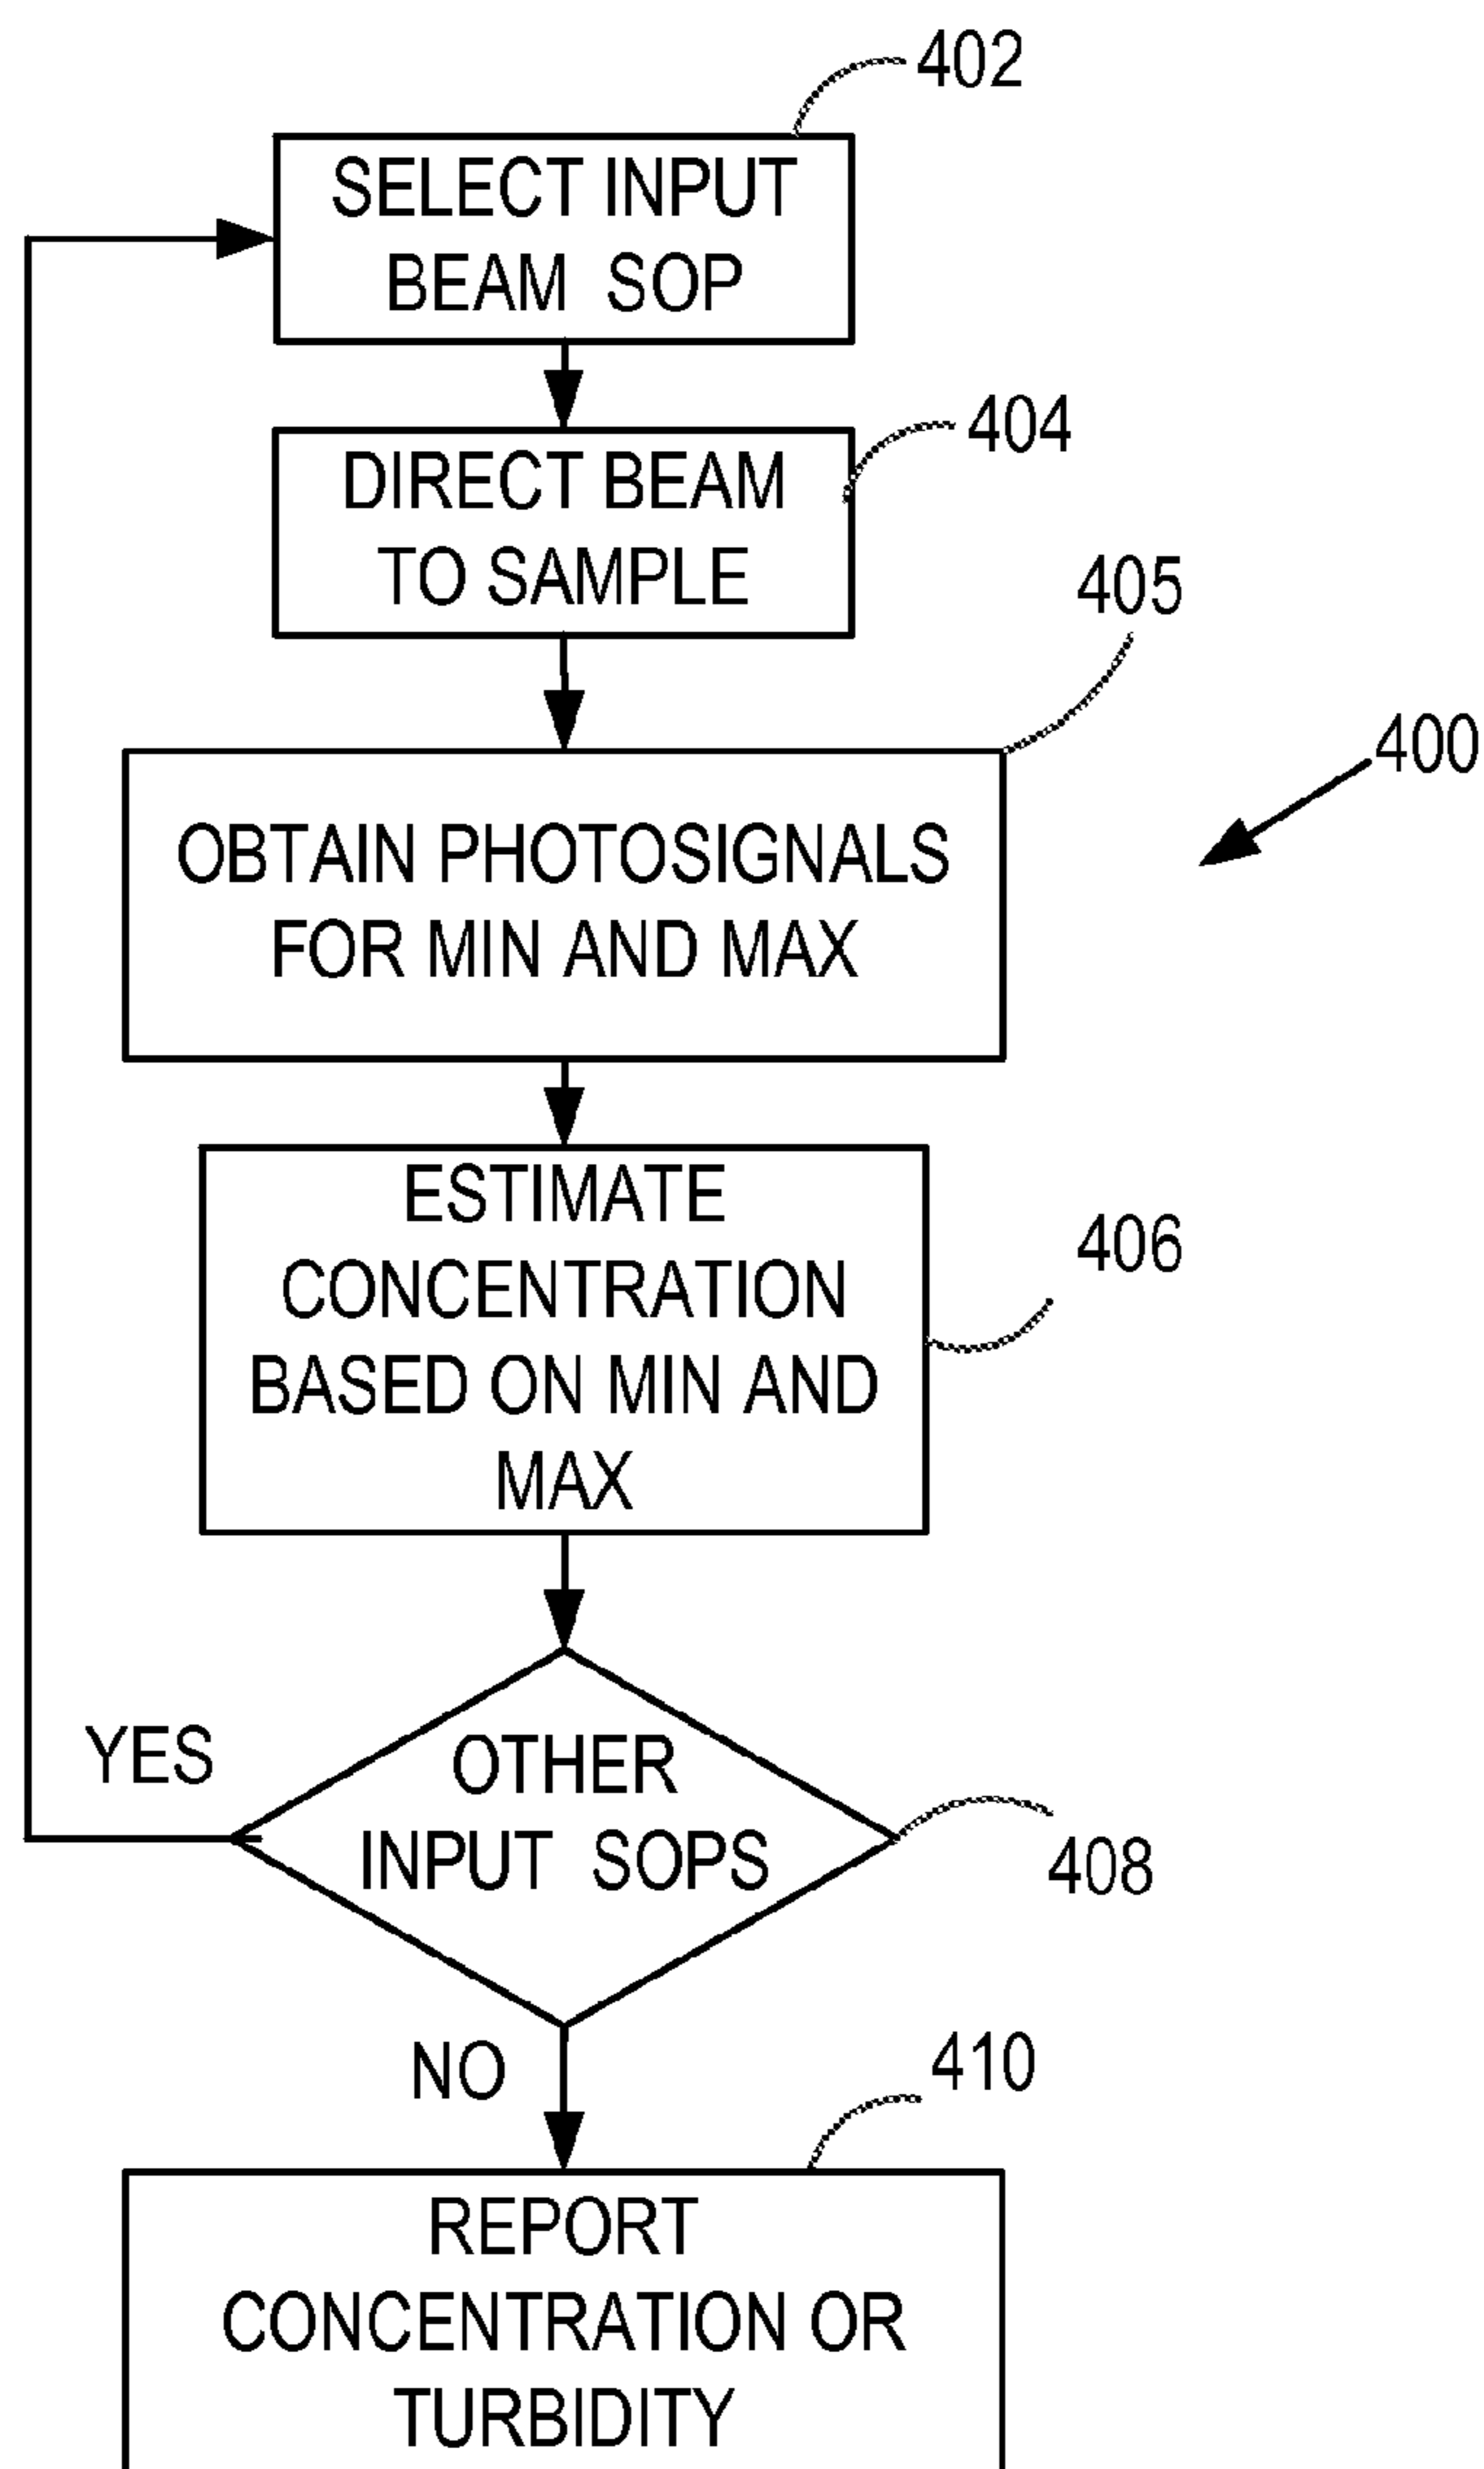 402
SELECT INPUT
BEAM SOP
404
DIRECT BEAM
TO SAMPLE
405
400
OBTAIN PHOTOSIGNALS
FOR MIN AND MAX
406
ESTIMATE
CONCENTRATION
BASED ON MIN AND
MAX
YES
OTHER
INPUT SOPS
408
NO
410
REPORT
CONCENTRATION OR
TURBIDITY